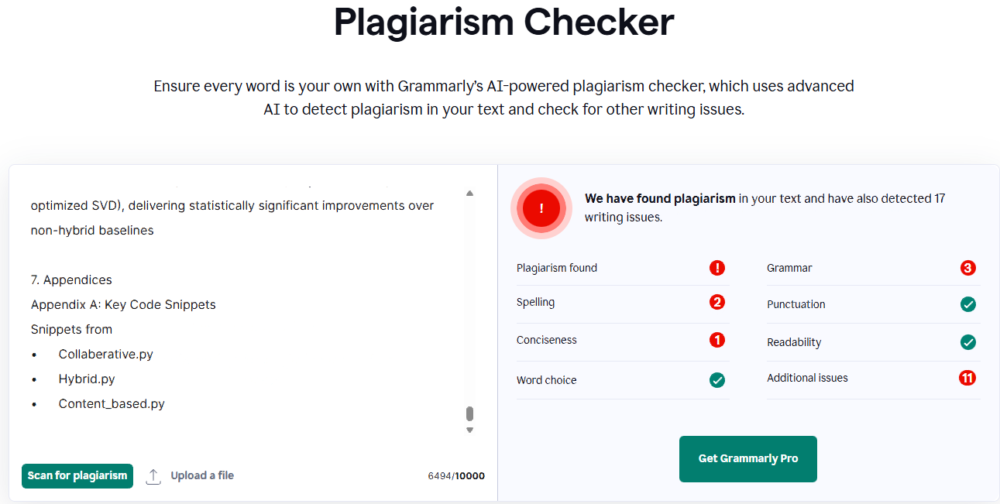 Plagiarism Checker
Ensure every word is your own with Grammarly’s AI-powered plagiarism checker, which uses advanced
AI to detect plagiarism in your text and check for other writing issues.
optimized SVD), delivering statistically significant improvements over
non-hybrid baselines
7. Appendices
Appendix A: Key Code Snippets
Snippets from
• Collaberative.py
• Hybrid.py
• Content_based.py
Scan for plagiarism
Upload a file
6494/10000
!
We have found plagiarism in your text and have also detected 17
writing issues.
Plagiarism found !
Spelling 2
Conciseness 1
Word choice
Grammar 3
Punctuation
Readability
Additional issues 11
Get Grammarly Pro